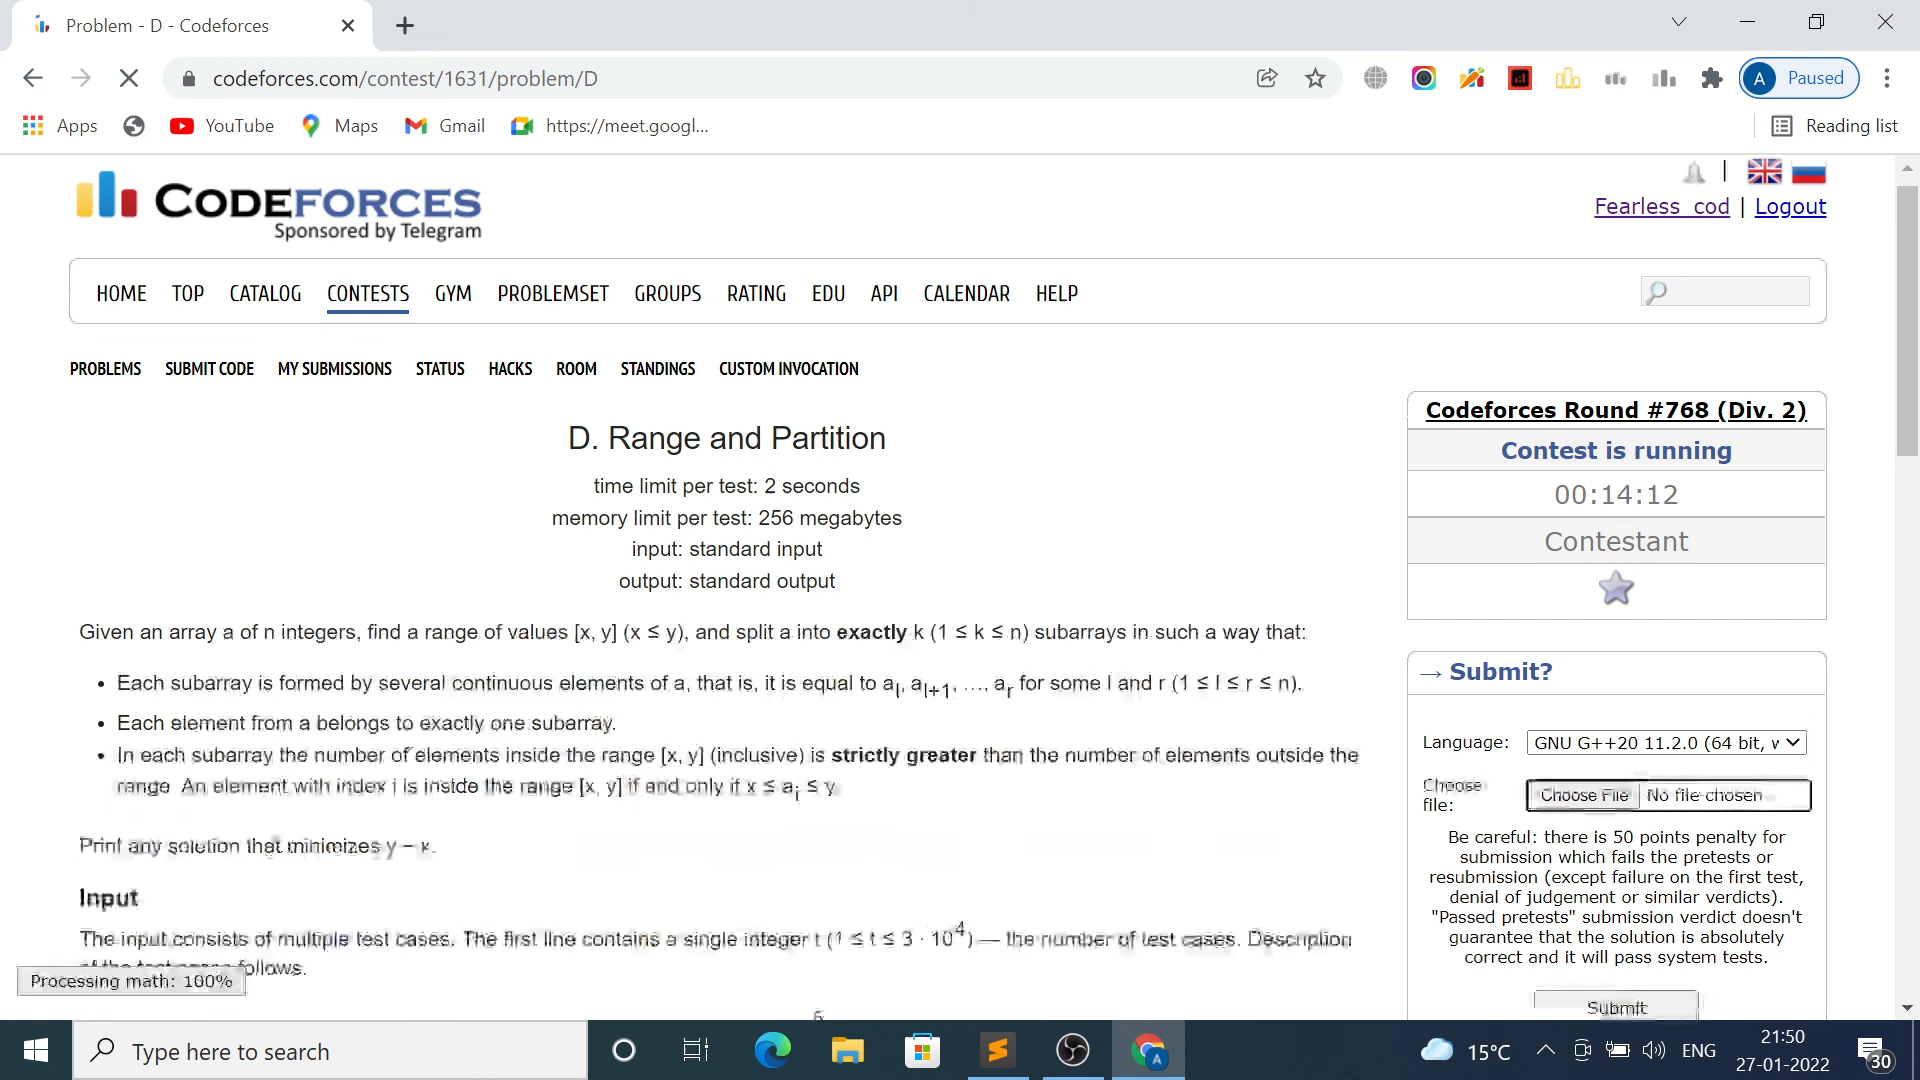 Problem - D - Codeforces
codeforces.com/contest/1631/problem/D
A Paused
Apps YouTube Maps Gmail https://meet.googl... Reading list
CODEFORCES
Sponsored by Telegram
Fearless_cod | Logout
HOME TOP CATALOG CONTESTS GYM PROBLEMSET GROUPS RATING EDU API CALENDAR HELP
PROBLEMS SUBMIT CODE MY SUBMISSIONS STATUS HACKS ROOM STANDINGS CUSTOM INVOCATION
D. Range and Partition
time limit per test: 2 seconds
memory limit per test: 256 megabytes
input: standard input
output: standard output
Given an array a of n integers, find a range of values [x, y] (x ≤ y), and split a into exactly k (1 ≤ k ≤ n) subarrays in such a way that:
• Each subarray is formed by several continuous elements of a, that is, it is equal to a_l, a_{l+1}, ..., a_r for some l and r (1 ≤ l ≤ r ≤ n).
• Each element from a belongs to exactly one subarray.
• In each subarray the number of elements inside the range [x, y] (inclusive) is strictly greater than the number of elements outside the
range. An element with index i is inside the range [x, y] if and only if x ≤ a_i ≤ y.
Print any solution that minimizes y − x.
Input
The input consists of multiple test cases. The first line contains a single integer t (1 ≤ t ≤ 3 · 10^4) — the number of test cases. Description
of the test cases follows.
5
Processing math: 100%
Codeforces Round #768 (Div. 2)
Contest is running
00:14:12
Contestant
→ Submit?
Language: GNU G++20 11.2.0 (64 bit, v
Choose
file: Choose File No file chosen
Be careful: there is 50 points penalty for
submission which fails the pretests or
resubmission (except failure on the first test,
denial of judgement or similar verdicts).
"Passed pretests" submission verdict doesn't
guarantee that the solution is absolutely
correct and it will pass system tests.
Submit
Type here to search
A
15°C ENG
21:50
27-01-2022
30